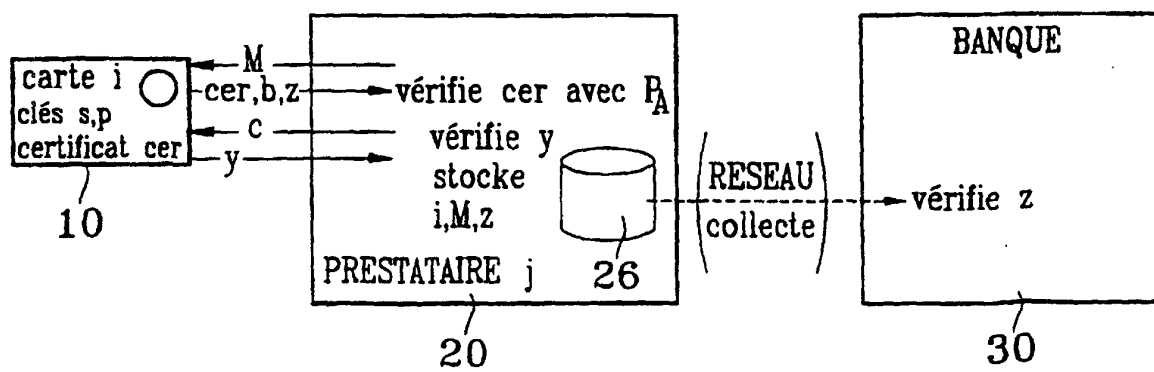 carte i
clés s,p
certificat cer
10
M
cer,b,z
c
y
vérifie cer avec PA
vérifie y
stocke
i,M,z
26
PRESTATAIRE j
20
RESEAU
collecte
BANQUE
vérifie z
30